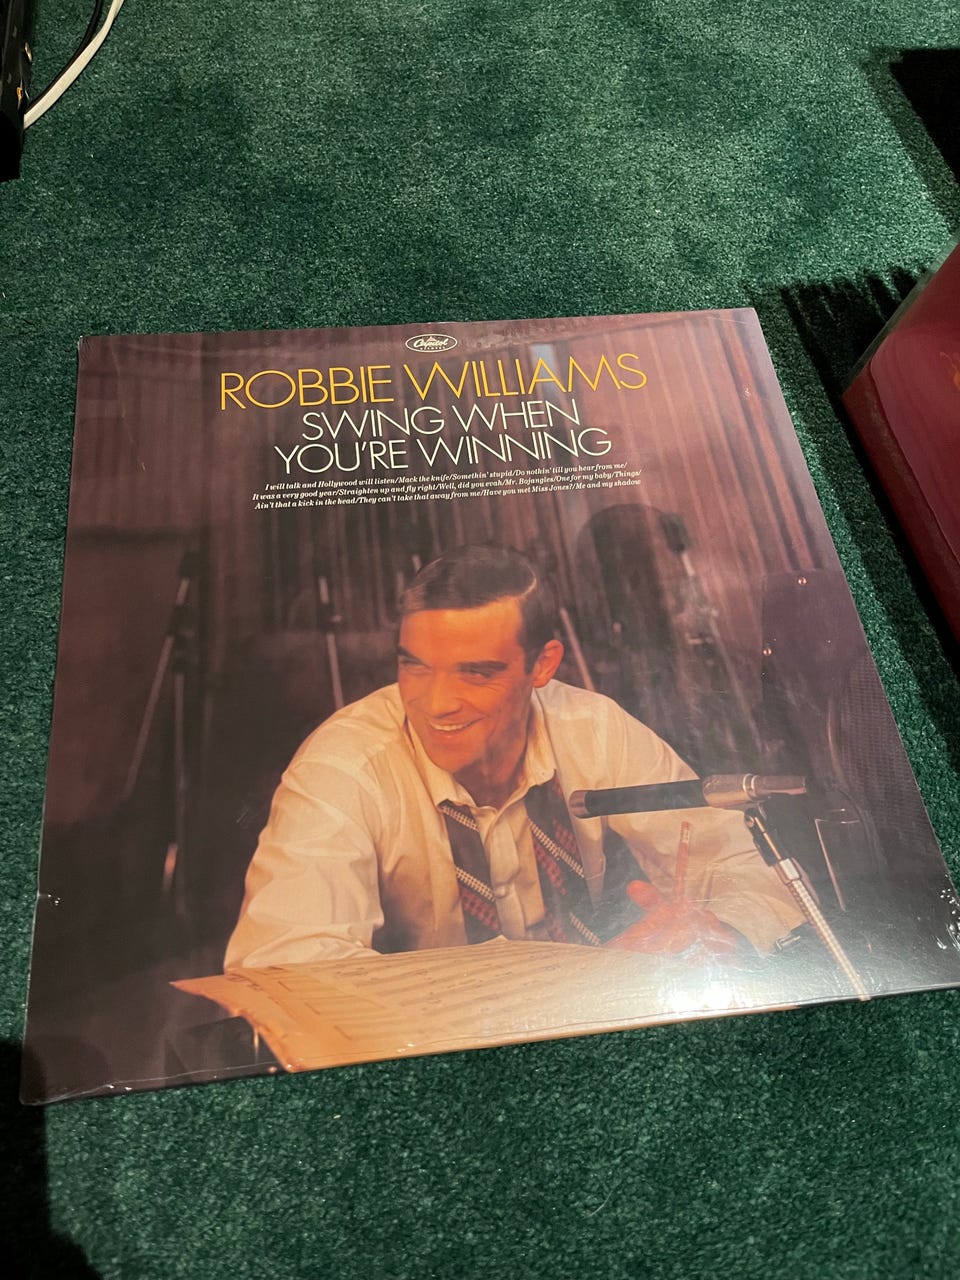 Capitol
ROBBIE WILLIAMS
SWING WHEN
YOU'RE WINNING
I will talk and Hollywood will listen/Mack the knife/Somethin' stupid/Do nothin' till you hear from me/
It was a very good year/Straighten up and fly right/Well, did you evah/Mr. Bojangles/One for my baby/Things/
Ain't that a kick in the head/They can't take that away from me/Have you met Miss Jones?/Me and my shadow